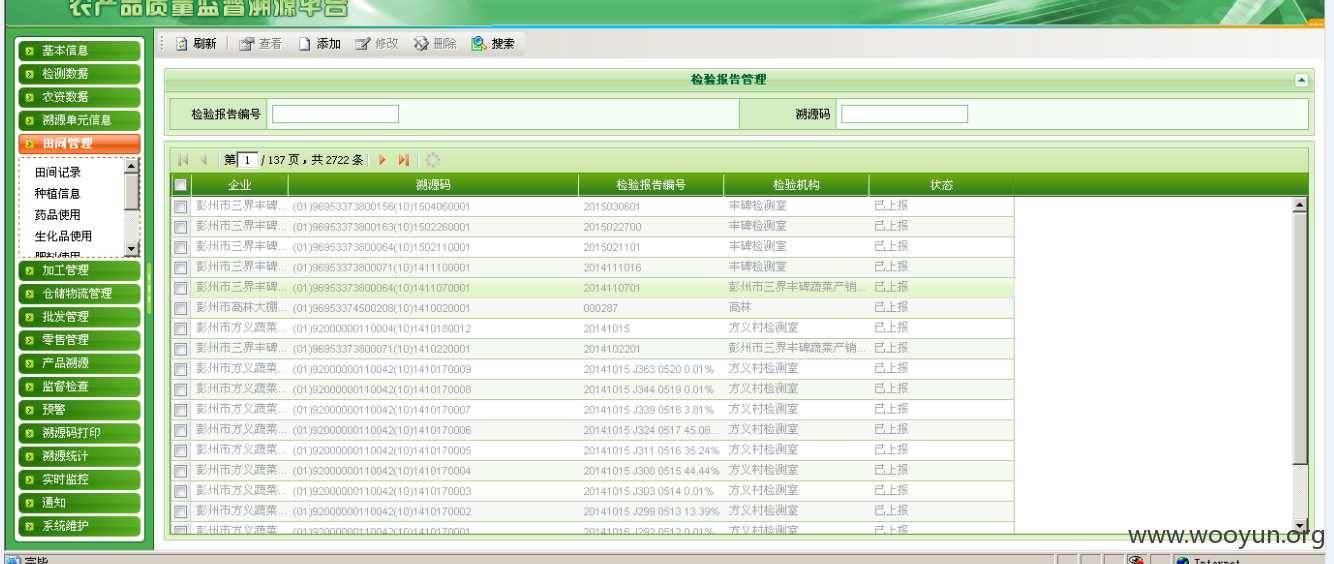 农产品质量监督溯源平台
刷新 查看 添加 修改 删除 搜索
基本信息
检测数据
农资数据
溯源单元信息
田间管理
田间记录
种植信息
药品使用
生化品使用
肥料使用
加工管理
仓储物流管理
批发管理
零售管理
产品溯源
监督检查
预警
溯源码打印
溯源统计
实时监控
通知
系统维护
检验报告管理
检验报告编号 溯源码
第 1 / 137 页，共 2722 条
企业 溯源码 检验报告编号 检验机构 状态
彭州市三界丰碑... (01)96953373800156(10)1504060001 2015030601 丰碑检测室 已上报
彭州市三界丰碑... (01)96953373800163(10)1502260001 2015022700 丰碑检测室 已上报
彭州市三界丰碑... (01)96953373800064(10)1502110001 2015021101 丰碑检测室 已上报
彭州市三界丰碑... (01)96953373800071(10)1411100001 2014111016 丰碑检测室 已上报
彭州市三界丰碑... (01)96953373800064(10)1411070001 2014110701 彭州市三界丰碑蔬菜产销... 已上报
彭州市高林大棚... (01)96953374500208(10)1410020001 000287 高林 已上报
彭州市方义蔬菜... (01)92000000110004(10)1410180012 20141015 方义村检测室 已上报
彭州市三界丰碑... (01)96953373800071(10)1410220001 2014102201 彭州市三界丰碑蔬菜产销... 已上报
彭州市方义蔬菜... (01)92000000110042(10)1410170009 20141015 J363 0520 0.01% 方义村检测室 已上报
彭州市方义蔬菜... (01)92000000110042(10)1410170008 20141015 J344 0519 0.01% 方义村检测室 已上报
彭州市方义蔬菜... (01)92000000110042(10)1410170007 20141015 J339 0518 3.81% 方义村检测室 已上报
彭州市方义蔬菜... (01)92000000110042(10)1410170006 20141015 J324 0517 45.08... 方义村检测室 已上报
彭州市方义蔬菜... (01)92000000110042(10)1410170005 20141015 J311 0516 35.24% 方义村检测室 已上报
彭州市方义蔬菜... (01)92000000110042(10)1410170004 20141015 J308 0515 44.44% 方义村检测室 已上报
彭州市方义蔬菜... (01)92000000110042(10)1410170003 20141015 J303 0514 0.01% 方义村检测室 已上报
彭州市方义蔬菜... (01)92000000110042(10)1410170002 20141015 J299 0513 13.39% 方义村检测室 已上报
彭州市方义蔬菜... (01)92000000110042(10)1410170001 20141016 J292 0512 0.01% 方义村检测室 已上报
www.wooyun.org
完毕 Internet